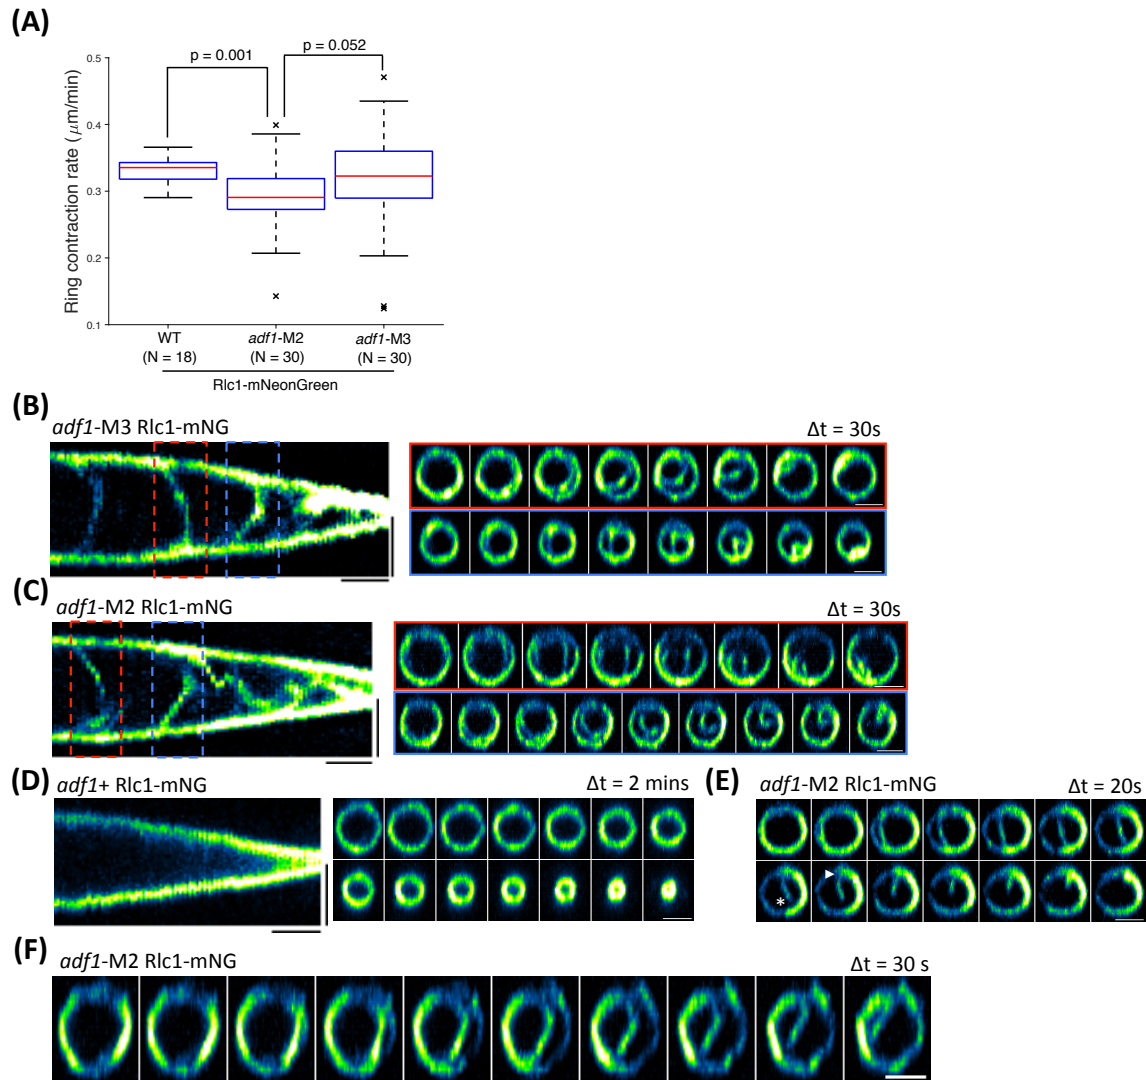 (A)
p = 0.001
p = 0.052
0.5
0.4
0.3
0.2
0.1
Ring contraction rate (μm/min)
WT
(N = 18)
adf1-M2
(N = 30)
adf1-M3
(N = 30)
Rlc1-mNeonGreen
(B)
adf1-M3 Rlc1-mNG
Δt = 30s
(C)
adf1-M2 Rlc1-mNG
Δt = 30s
(D)
adf1+ Rlc1-mNG
Δt = 2 mins
(E)
adf1-M2 Rlc1-mNG
Δt = 20s
*
(F)
adf1-M2 Rlc1-mNG
Δt = 30 s